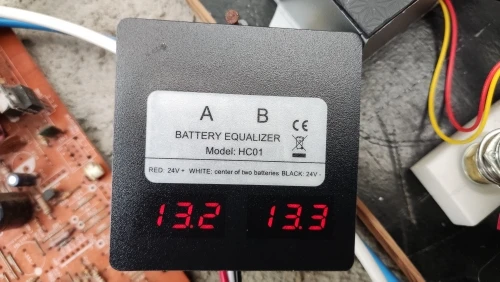 A B
BATTERY EQUALIZER
Model: HC01
CE
RED: 24V + WHITE: center of two batteries BLACK: 24V -
13.2 13.3